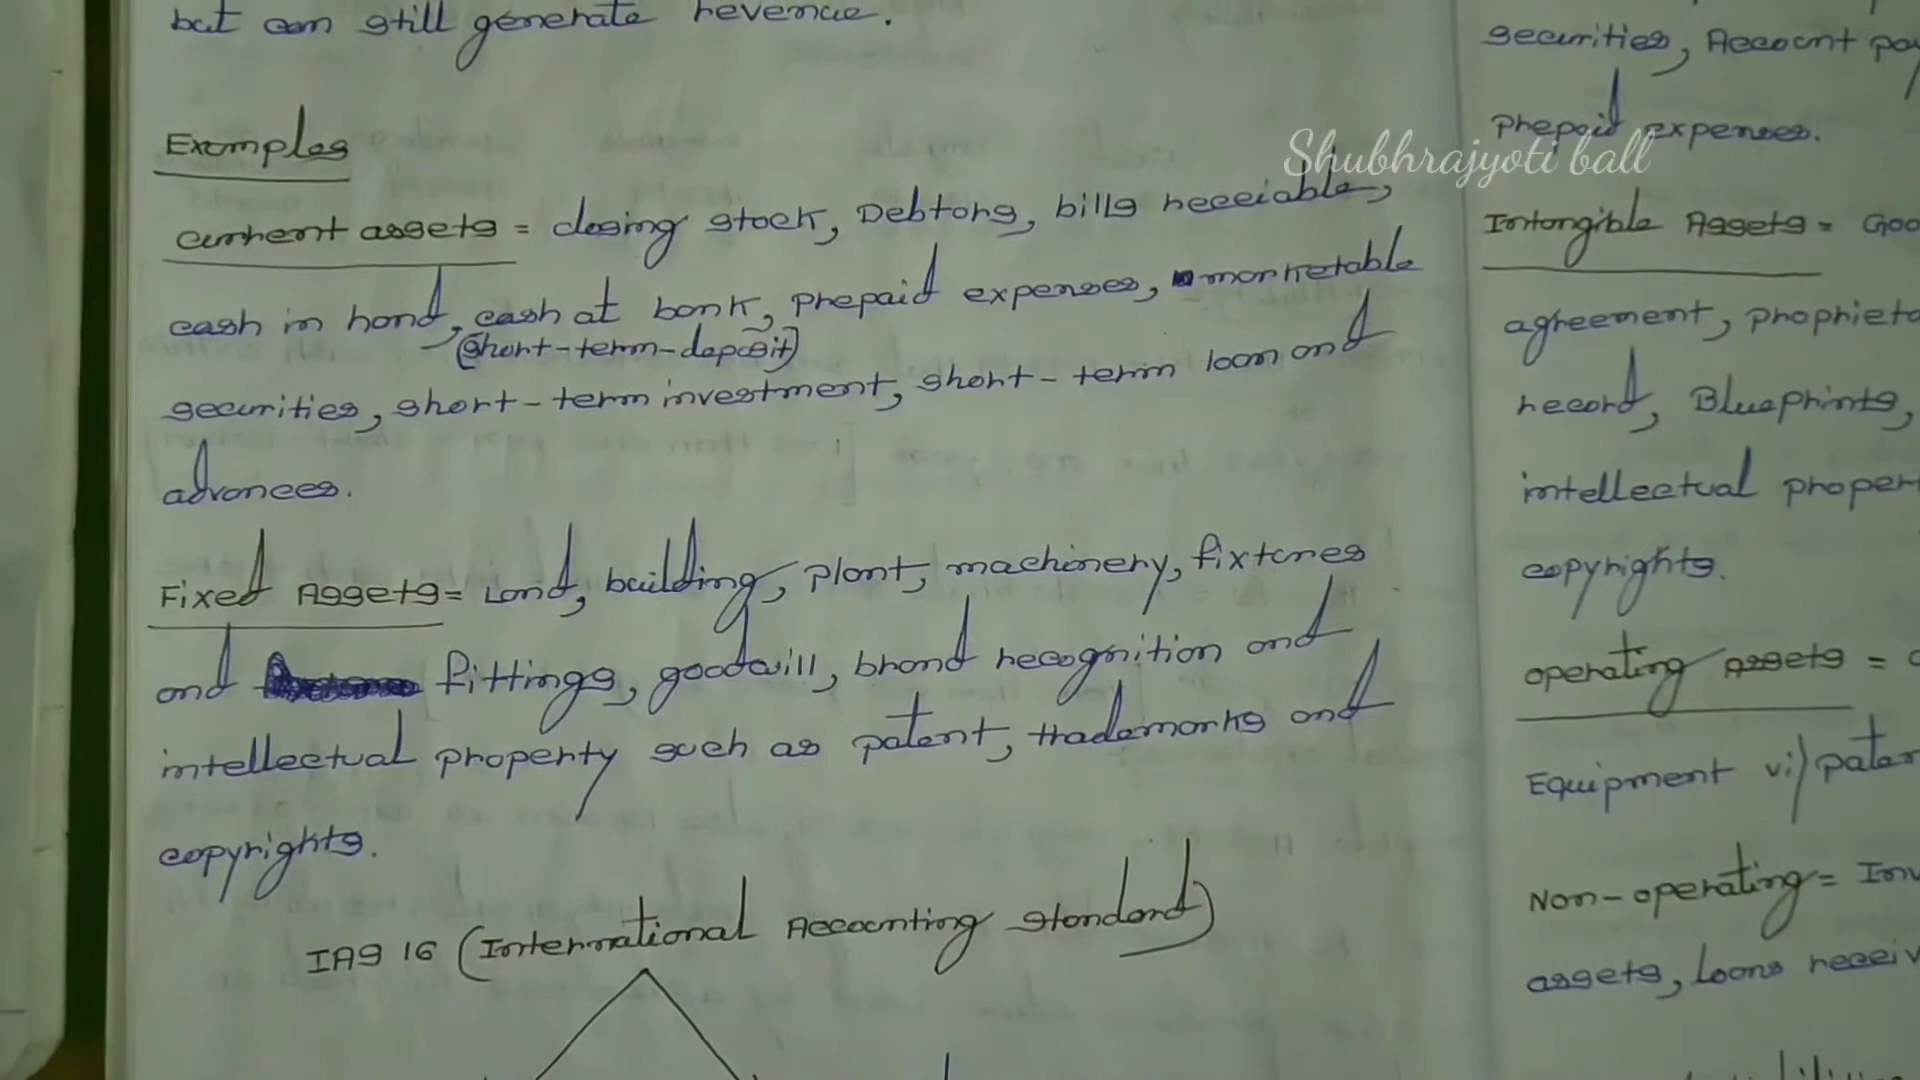 but can still generate revenue.
Examples
current assets = closing stock, Debtors, bills receiable,
cash in hand, cash at bank, prepaid expenses, marketable
(short-term-deposit)
securities, short-term investment, short-term loan and
advances.
Fixed Assets = Land, building, plant, machinery, fixtures
and fittings, goodwill, brand recognition and
intellectual property such as patent, trademarks and
copyrights.
IAS 16 (International Accounting Standard)
securities, Account pay
prepaid expenses.
Shubhrajyoti ball
Intangible Assets = Goo
agreement, proprieta
record, Blueprints,
intellectual proper
copyrights.
operating Assets =
Equipment vi) paten
Non-operating = Inv
assets, Loans receiv